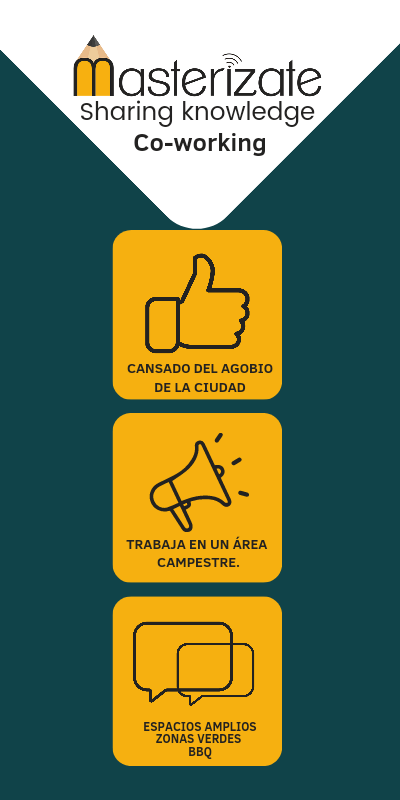 masterizate
Sharing knowledge
Co-working
CANSADO DEL AGOBIO
DE LA CIUDAD
TRABAJA EN UN ÁREA
CAMPESTRE.
ESPACIOS AMPLIOS
ZONAS VERDES
BBQ